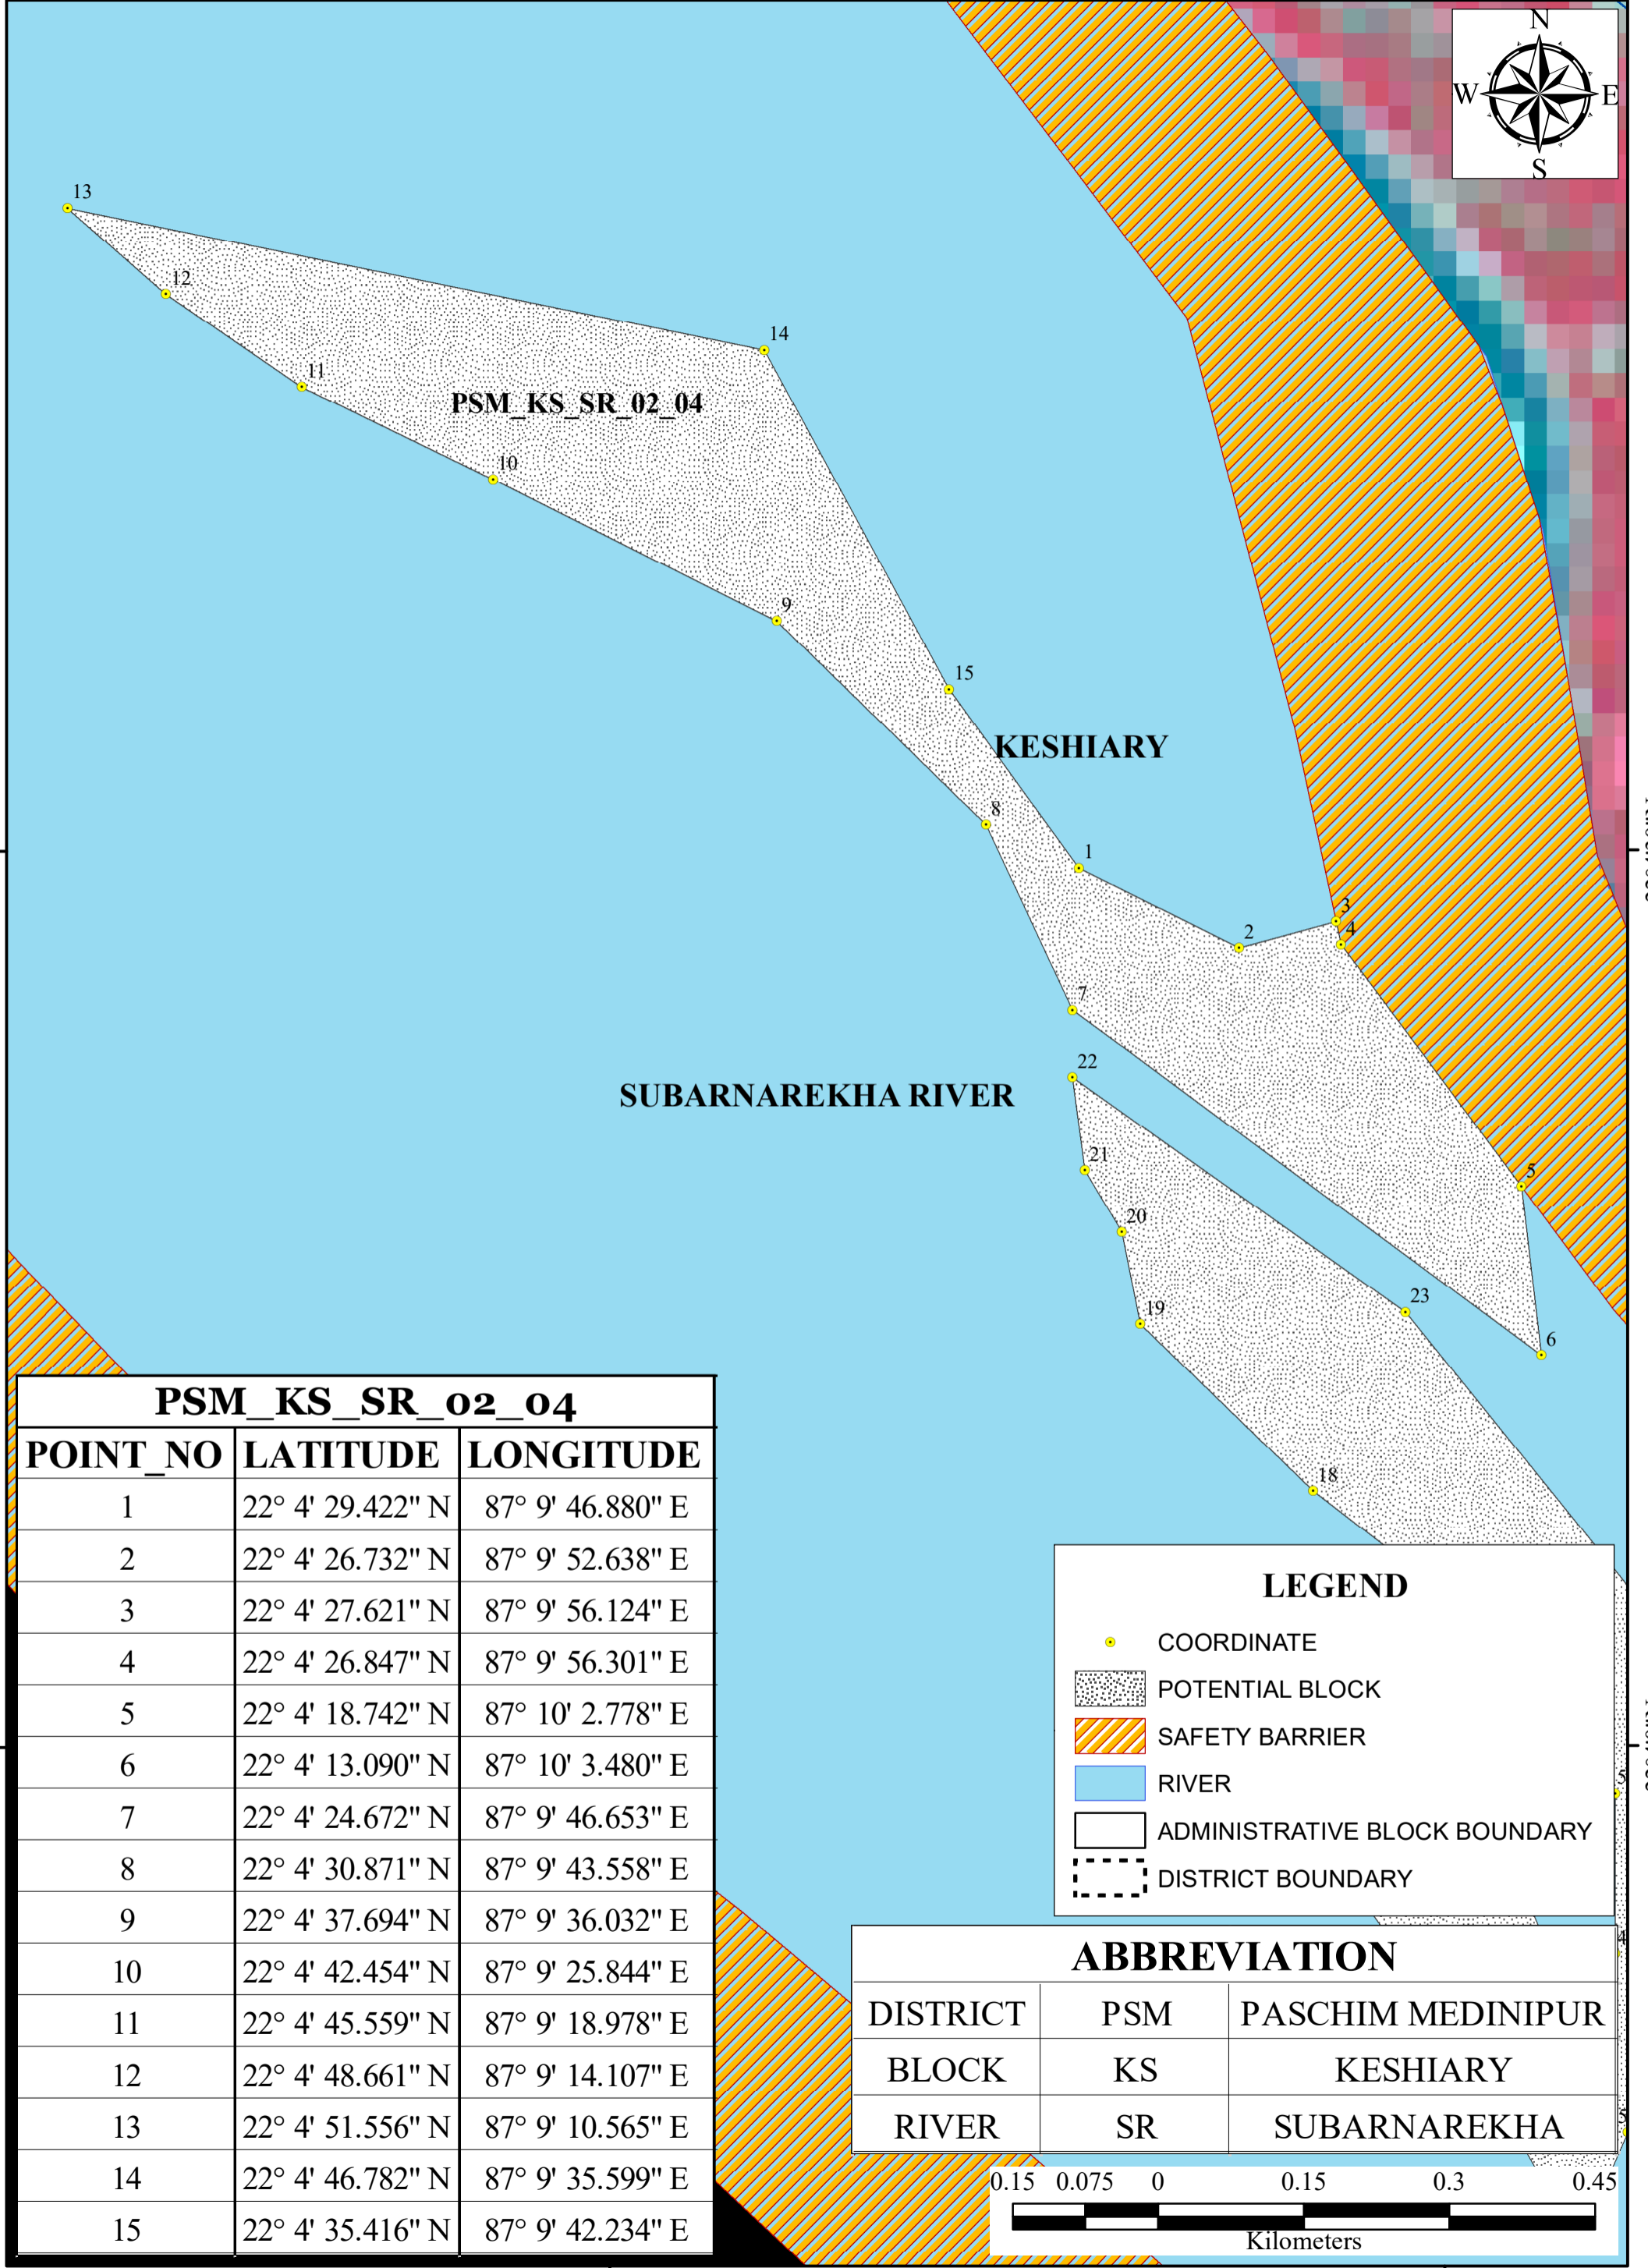 N
W E
S
13
12
14
11
PSM_KS_SR_02_04
10
9
15
KESHIARY
8
1
3
2
4
7
22
SUBARNAREKHA RIVER
21
5
20
23
19
6
18
PSM_KS_SR_02_04
POINT_NO LATITUDE LONGITUDE
1 22° 4' 29.422" N 87° 9' 46.880" E
2 22° 4' 26.732" N 87° 9' 52.638" E
3 22° 4' 27.621" N 87° 9' 56.124" E
4 22° 4' 26.847" N 87° 9' 56.301" E
5 22° 4' 18.742" N 87° 10' 2.778" E
6 22° 4' 13.090" N 87° 10' 3.480" E
7 22° 4' 24.672" N 87° 9' 46.653" E
8 22° 4' 30.871" N 87° 9' 43.558" E
9 22° 4' 37.694" N 87° 9' 36.032" E
10 22° 4' 42.454" N 87° 9' 25.844" E
11 22° 4' 45.559" N 87° 9' 18.978" E
12 22° 4' 48.661" N 87° 9' 14.107" E
13 22° 4' 51.556" N 87° 9' 10.565" E
14 22° 4' 46.782" N 87° 9' 35.599" E
15 22° 4' 35.416" N 87° 9' 42.234" E
LEGEND
COORDINATE
POTENTIAL BLOCK
SAFETY BARRIER
RIVER
ADMINISTRATIVE BLOCK BOUNDARY
DISTRICT BOUNDARY
5
4
ABBREVIATION
DISTRICT PSM PASCHIM MEDINIPUR
BLOCK KS KESHIARY
RIVER SR SUBARNAREKHA
0.15 0.075 0 0.15 0.3 0.45
Kilometers